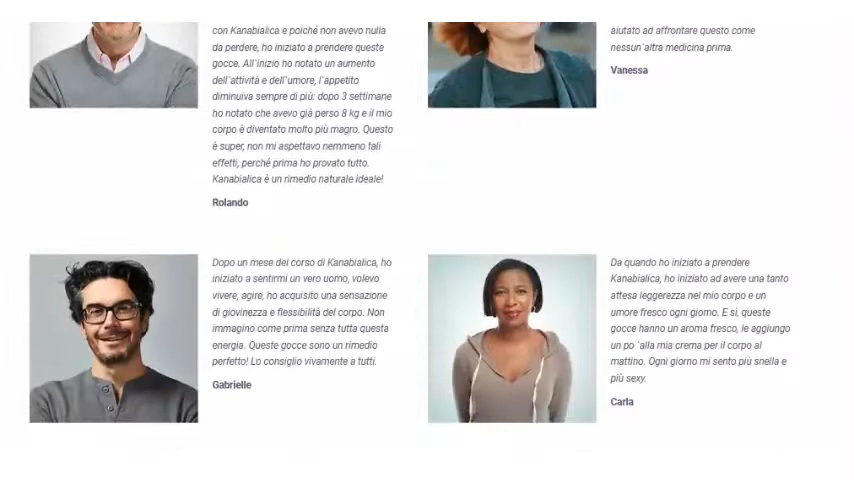 con Kanabialica e poiché non avevo nulla
da perdere, ho iniziato a prendere queste
gocce. All`inizio ho notato un aumento
dell`attività e dell`umore, l`appetito
diminuiva sempre di più: dopo 3 settimane
ho notato che avevo già perso 8 kg e il mio
corpo è diventato molto più magro. Questo
è super, non mi aspettavo nemmeno tali
effetti, perché prima ho provato tutto.
Kanabialica è un rimedio naturale ideale!
Rolando
aiutato ad affrontare questo come
nessun`altra medicina prima.
Vanessa
Dopo un mese del corso di Kanabialica, ho
iniziato a sentirmi un vero uomo, volevo
vivere, agire, ho acquisito una sensazione
di giovinezza e flessibilità del corpo. Non
immagino come prima senza tutta questa
energia. Queste gocce sono un rimedio
perfetto! Lo consiglio vivamente a tutti.
Gabrielle
Da quando ho iniziato a prendere
Kanabialica, ho iniziato ad avere una tanto
attesa leggerezza nel mio corpo e un
umore fresco ogni giorno. E sì, queste
gocce hanno un aroma fresco, le aggiungo
un po `alla mia crema per il corpo al
mattino. Ogni giorno mi sento più snella e
più sexy.
Carla